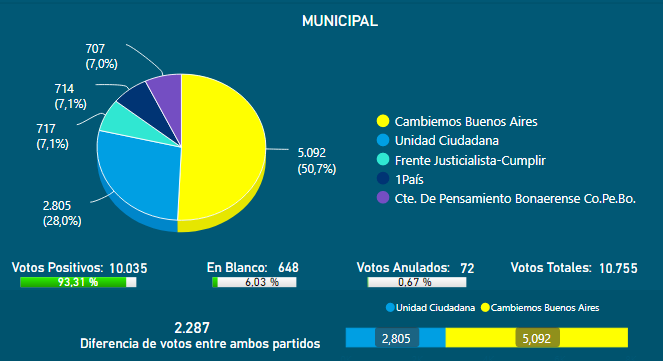 MUNICIPAL
707
(7,0%)
714
(7,1%)
717
(7,1%)
2.805
(28,0%)
5.092
(50,7%)
Cambiemos Buenos Aires
Unidad Ciudadana
Frente Justicialista-Cumplir
1País
Cte. De Pensamiento Bonaerense Co.Pe.Bo.
Votos Positivos: 10.035
93,31 %
En Blanco: 648
6,03 %
Votos Anulados: 72
0,67 %
Votos Totales: 10.755
Unidad Ciudadana Cambiemos Buenos Aires
2.287
Diferencia de votos entre ambos partidos
2,805 5,092